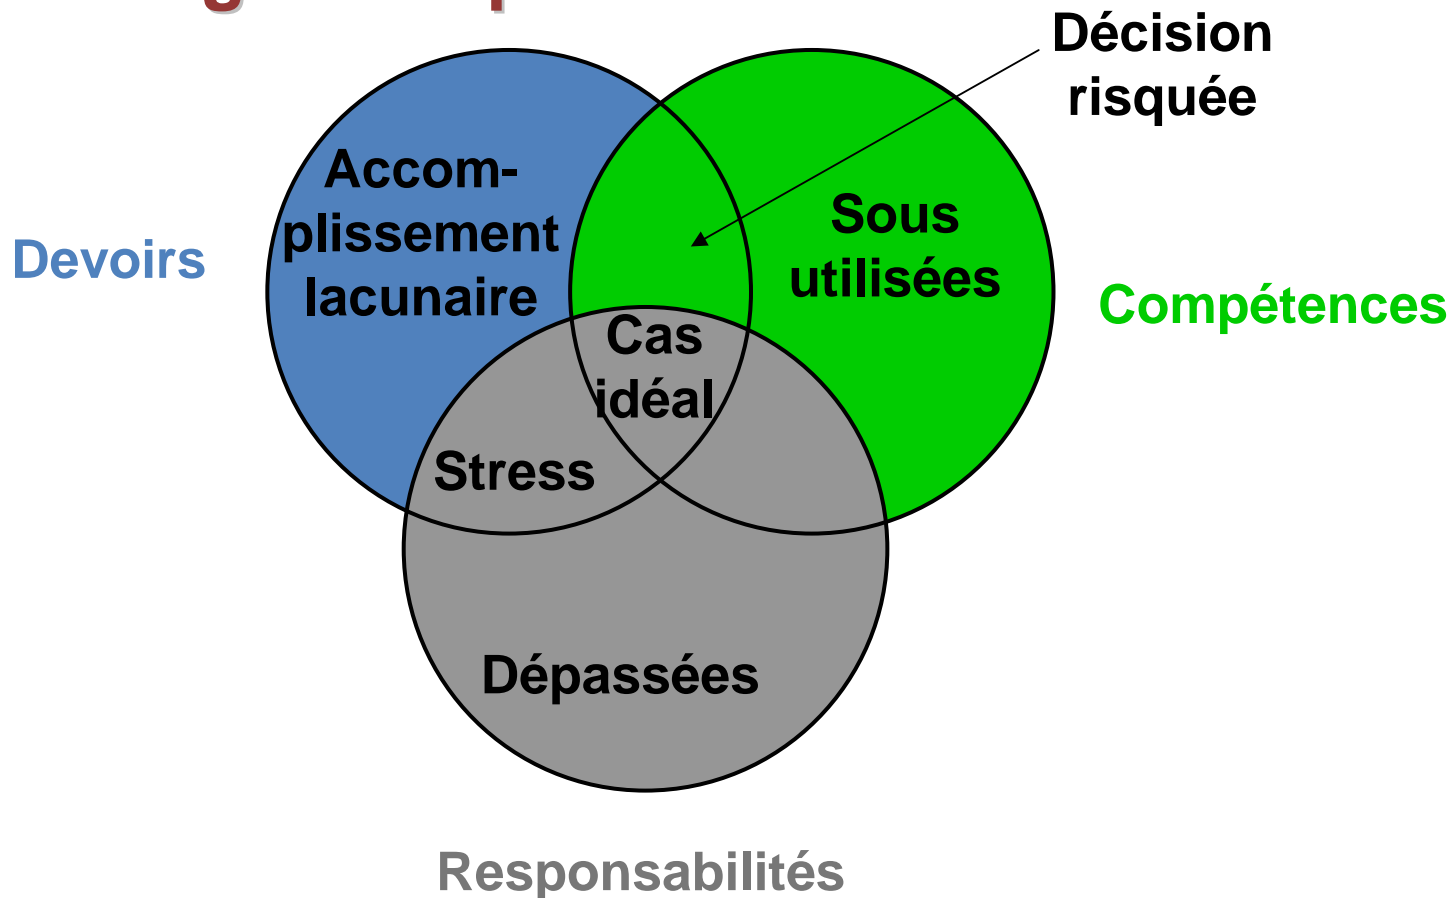 Décision
risquée
Accom-
plissement
lacunaire
Sous
utilisées
Devoirs
Compétences
Cas
idéal
Stress
Dépassées
Responsabilités